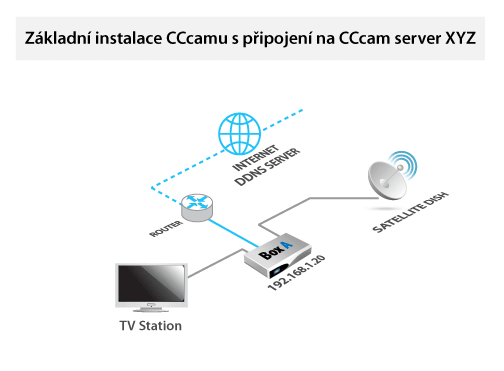 Základní instalace CCcamu s připojení na CCcam server XYZ
INTERNET
DDNS SERVER
SATELLITE DISH
ROUTER
Box A
192,168.1.20
TV Station